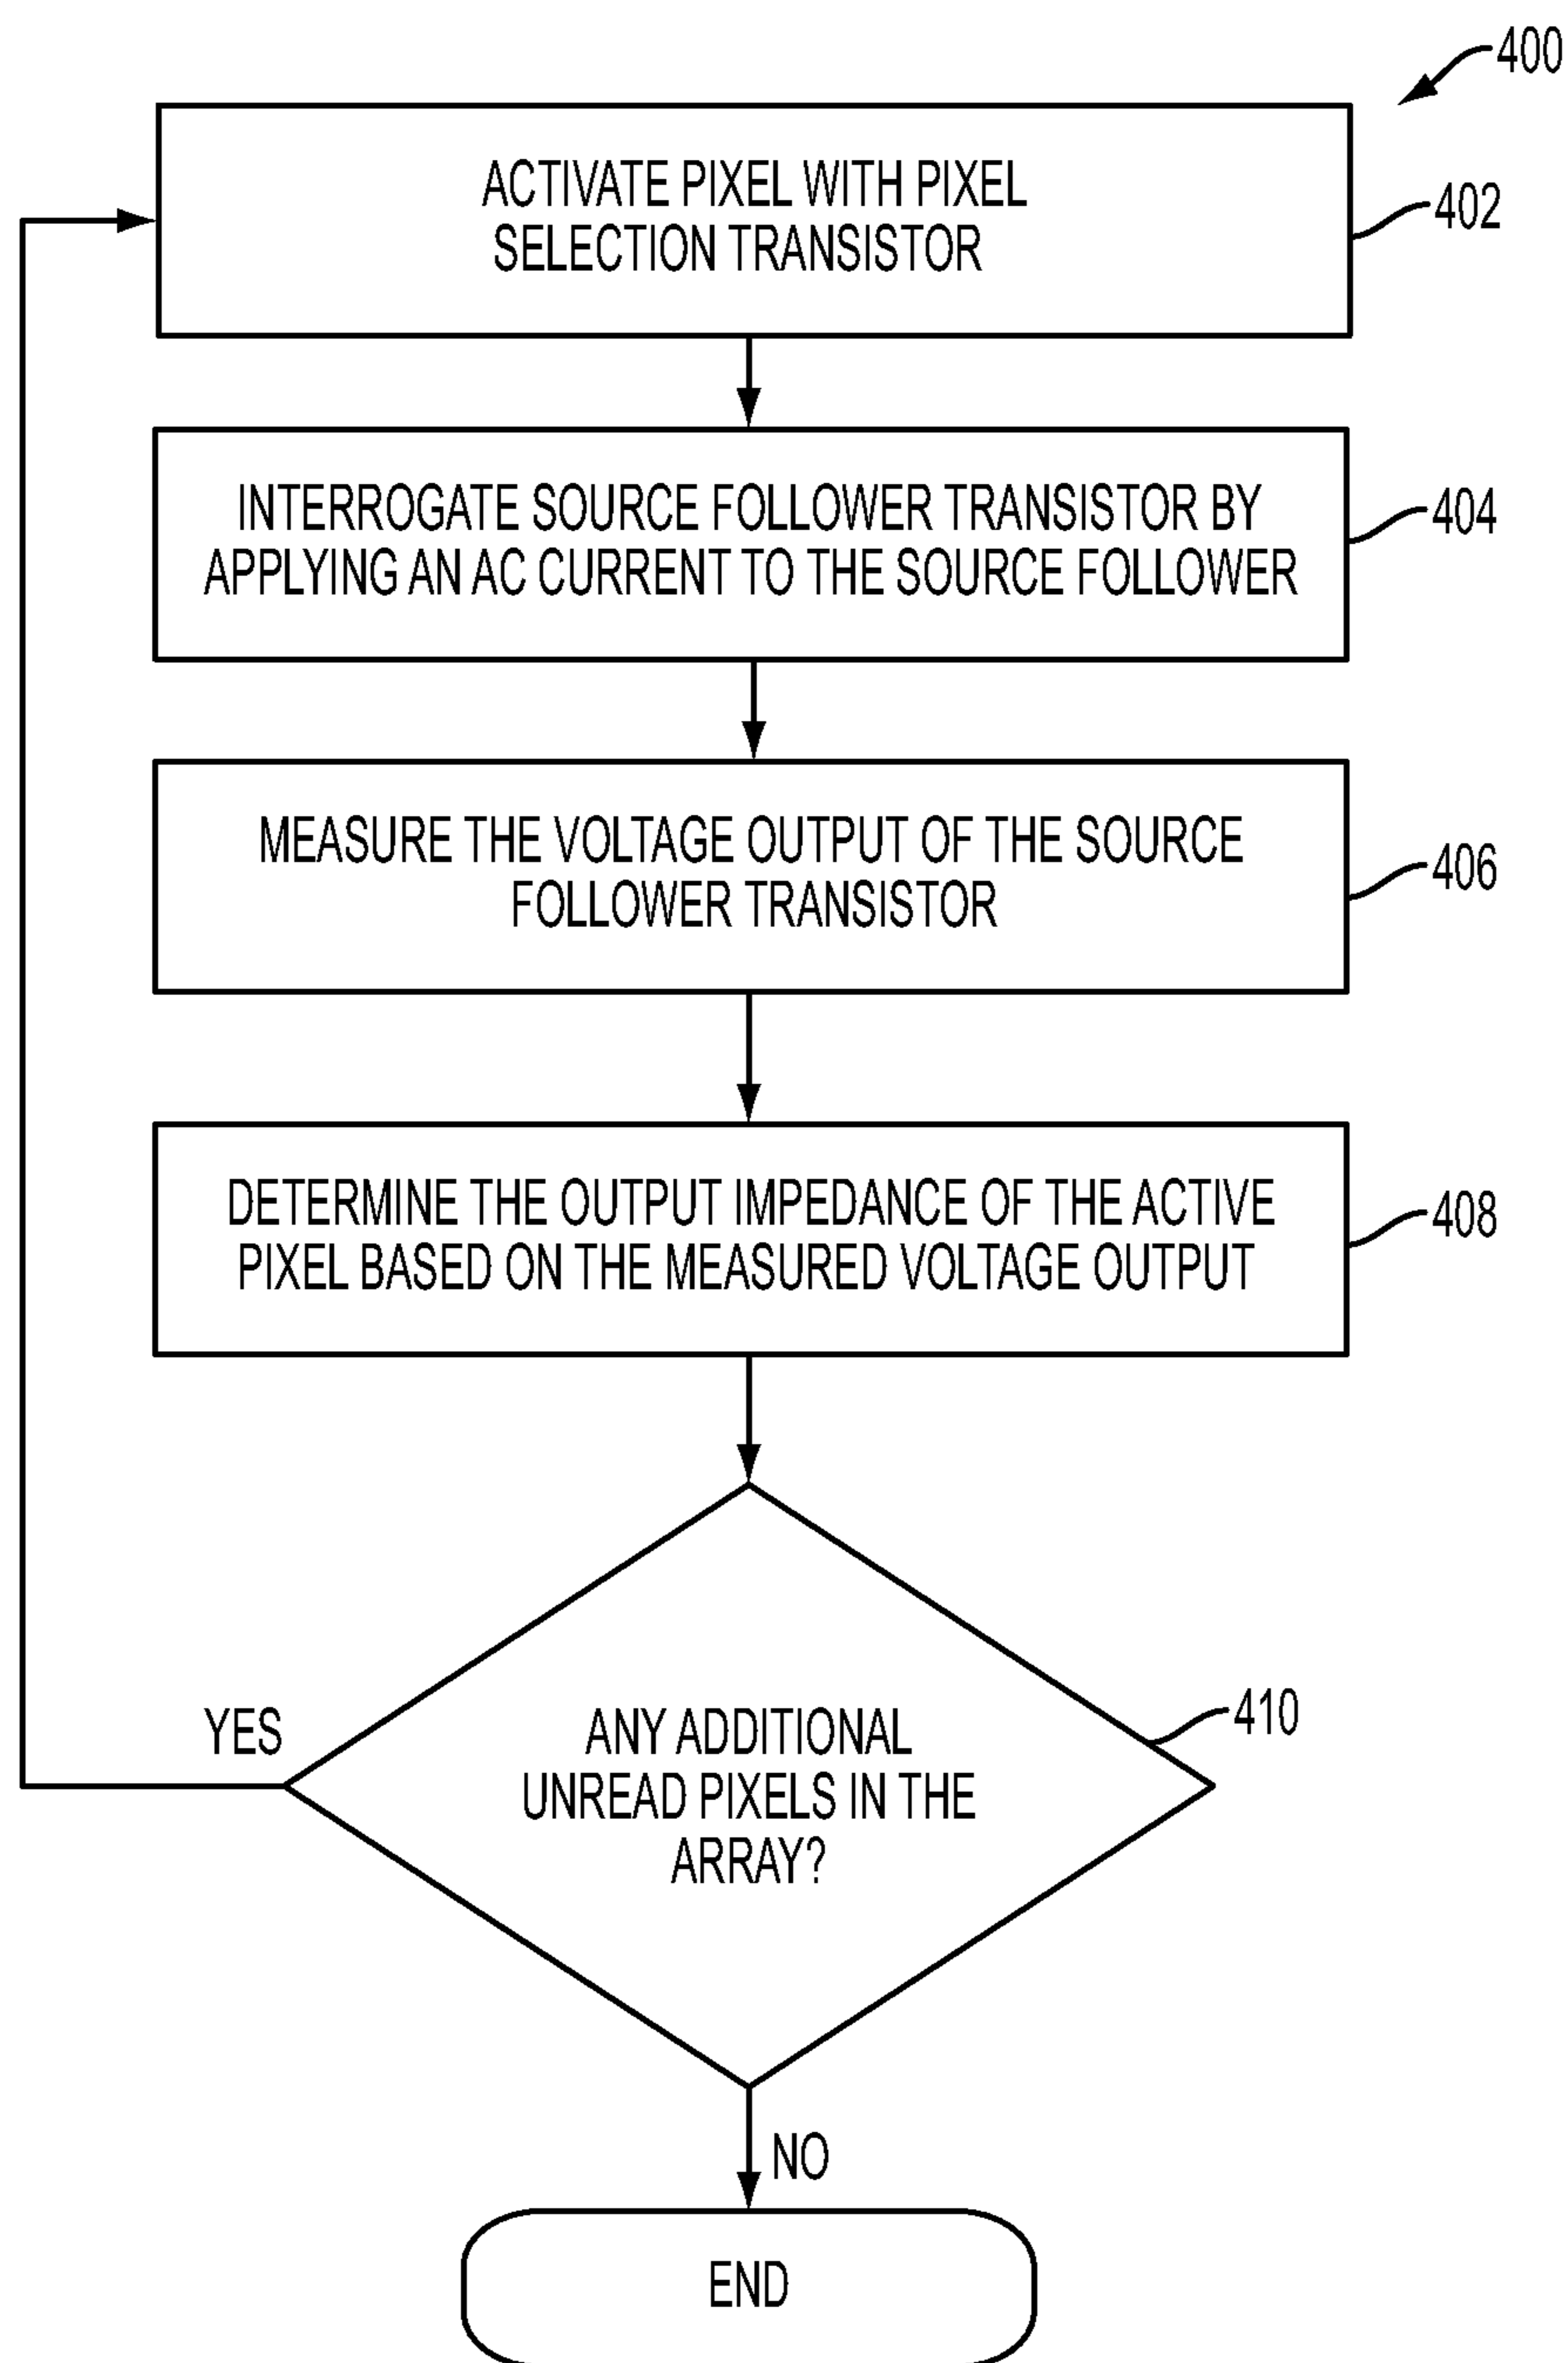 400
ACTIVATE PIXEL WITH PIXEL
SELECTION TRANSISTOR
402
INTERROGATE SOURCE FOLLOWER TRANSISTOR BY
APPLYING AN AC CURRENT TO THE SOURCE FOLLOWER
404
MEASURE THE VOLTAGE OUTPUT OF THE SOURCE
FOLLOWER TRANSISTOR
406
DETERMINE THE OUTPUT IMPEDANCE OF THE ACTIVE
PIXEL BASED ON THE MEASURED VOLTAGE OUTPUT
408
YES
ANY ADDITIONAL
UNREAD PIXELS IN THE
ARRAY?
410
NO
END